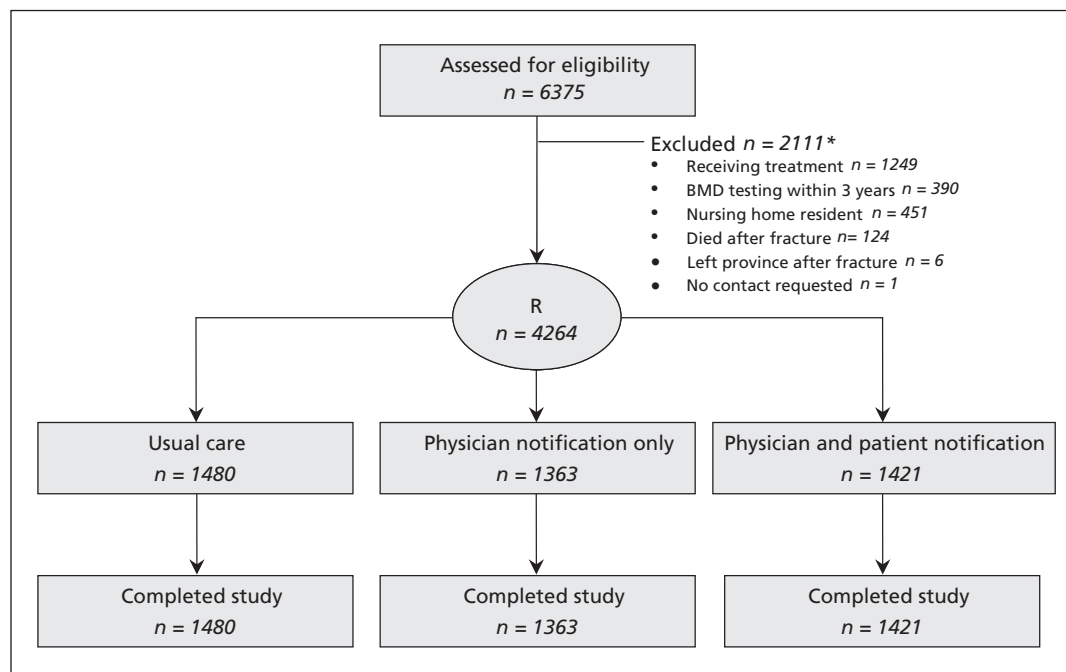 Assessed for eligibility
n = 6375
Excluded n = 2111*
• Receiving treatment n = 1249
• BMD testing within 3 years n = 390
• Nursing home resident n = 451
• Died after fracture n= 124
• Left province after fracture n = 6
• No contact requested n = 1
R
n = 4264
Usual care
n = 1480
Physician notification only
n = 1363
Physician and patient notification
n = 1421
Completed study
n = 1480
Completed study
n = 1363
Completed study
n = 1421